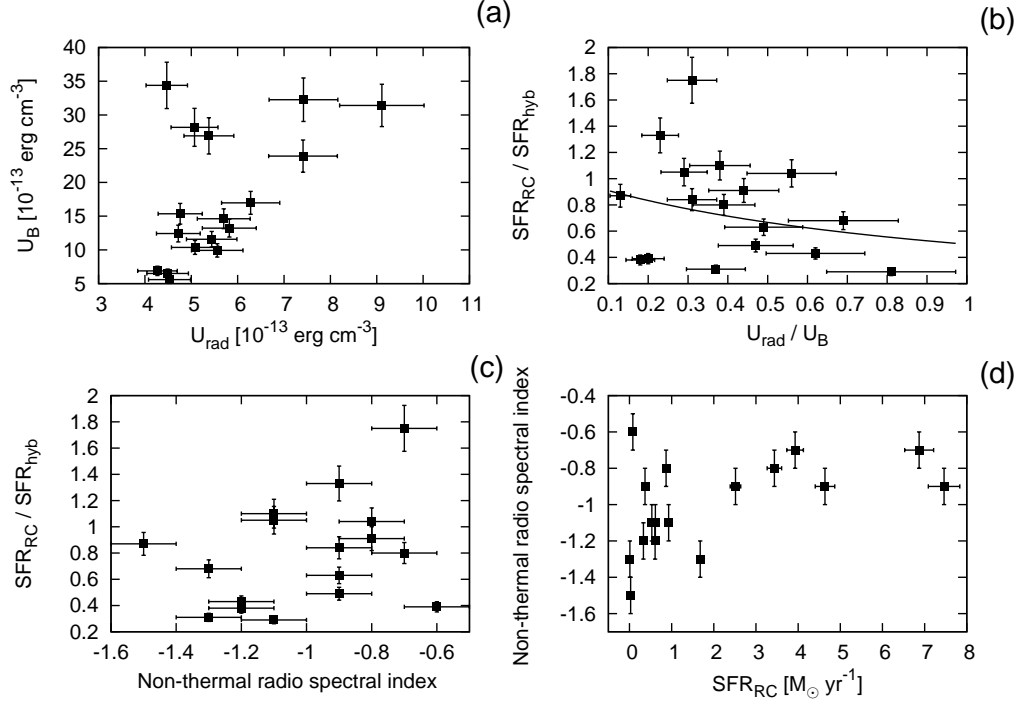 (a)
40
35
30
25
20
15
10
5
3 4 5 6 7 8 9 10 11
U_B [10^-13 erg cm^-3]
U_rad [10^-13 erg cm^-3]
(b)
2
1.8
1.6
1.4
1.2
1
0.8
0.6
0.4
0.2
0.1 0.2 0.3 0.4 0.5 0.6 0.7 0.8 0.9 1
SFR_RC / SFR_hyb
U_rad / U_B
(c)
2
1.8
1.6
1.4
1.2
1
0.8
0.6
0.4
0.2
-1.6 -1.4 -1.2 -1 -0.8 -0.6
SFR_RC / SFR_hyb
Non-thermal radio spectral index
(d)
-0.4
-0.6
-0.8
-1
-1.2
-1.4
-1.6
0 1 2 3 4 5 6 7 8
Non-thermal radio spectral index
SFR_RC [M_⊙ yr^-1]